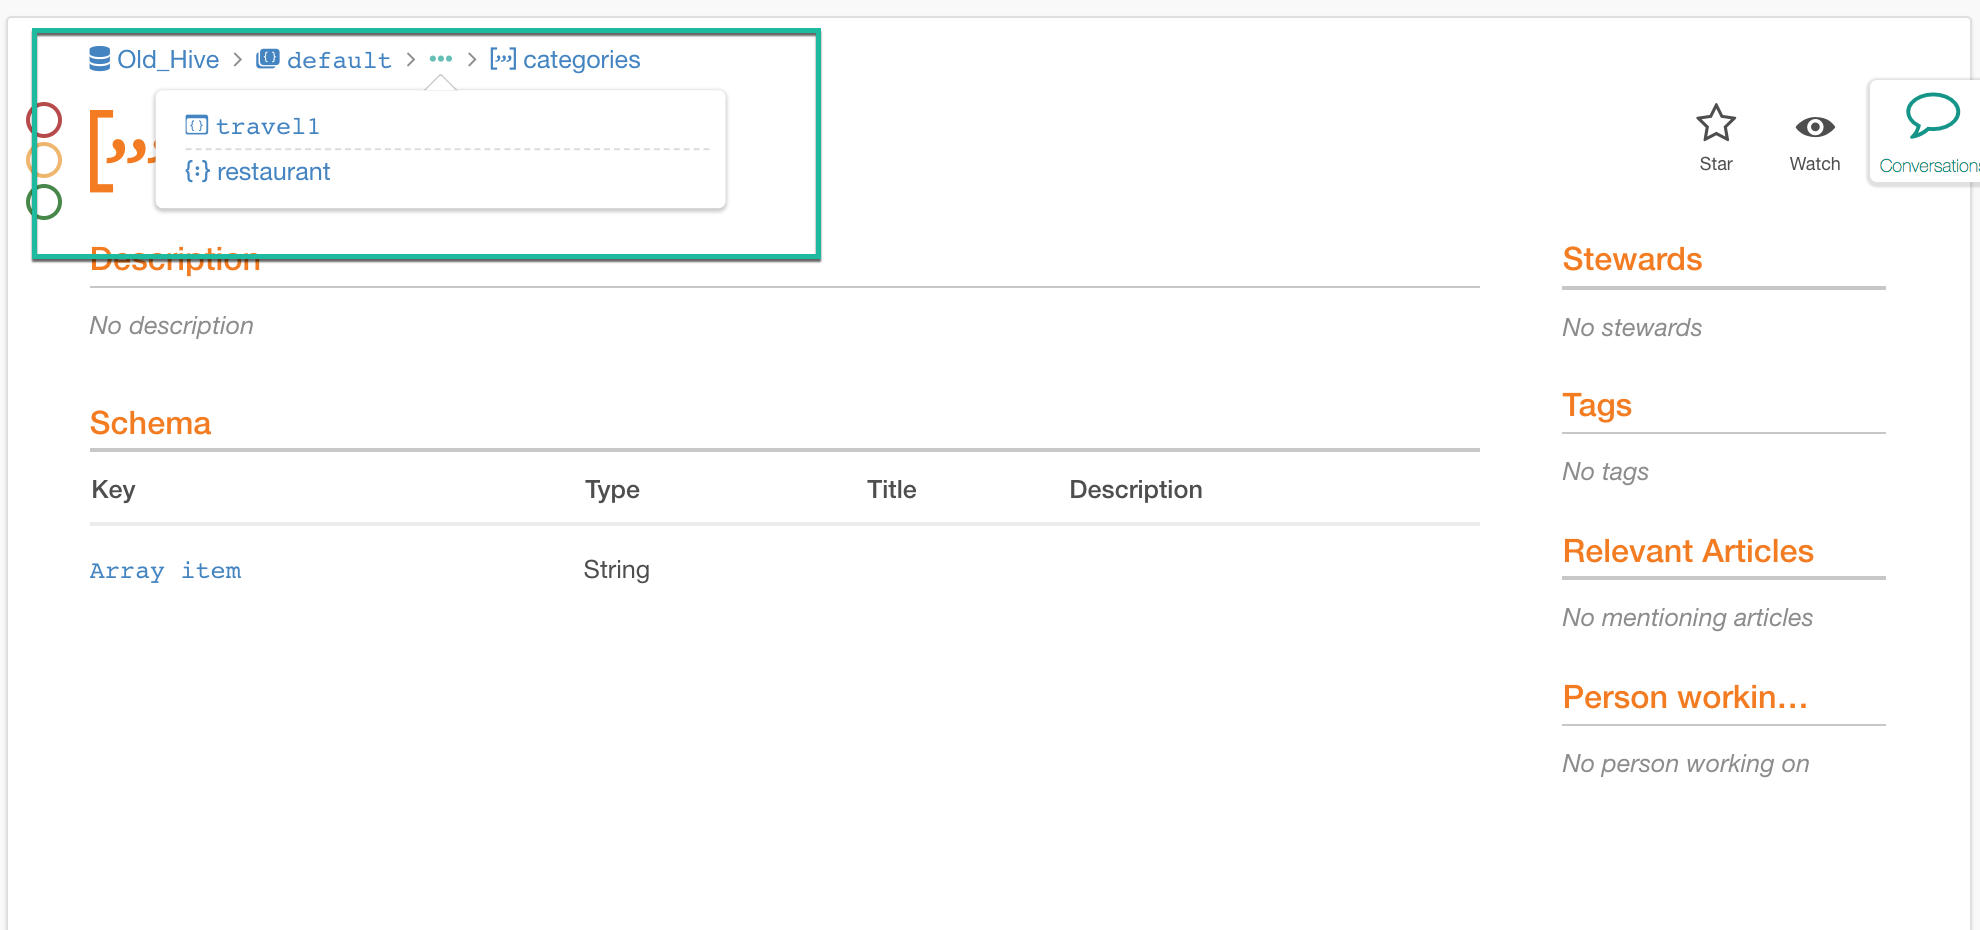 Old_Hive > default > ••• > [,,,] categories
travel1
{:} restaurant
Star
Watch
Conversations
Description
No description
Schema
Key Type Title Description
Array item String
Stewards
No stewards
Tags
No tags
Relevant Articles
No mentioning articles
Person workin...
No person working on